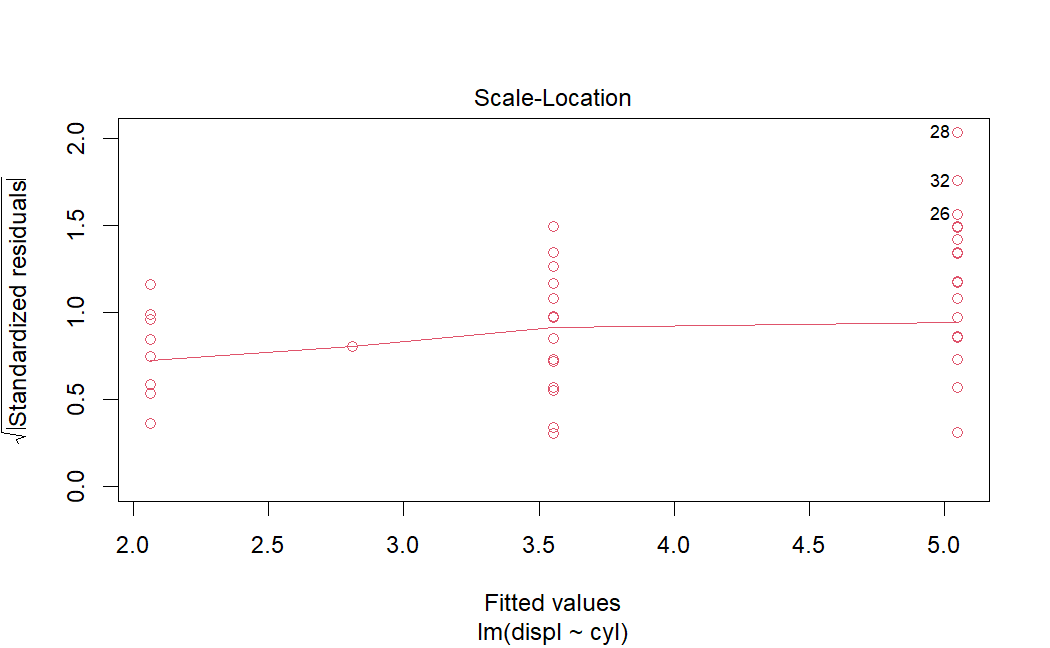 Scale-Location
√|Standardized residuals|
2.0
1.5
1.0
0.5
0.0
28
32
26
2.0 2.5 3.0 3.5 4.0 4.5 5.0
Fitted values
lm(displ ~ cyl)